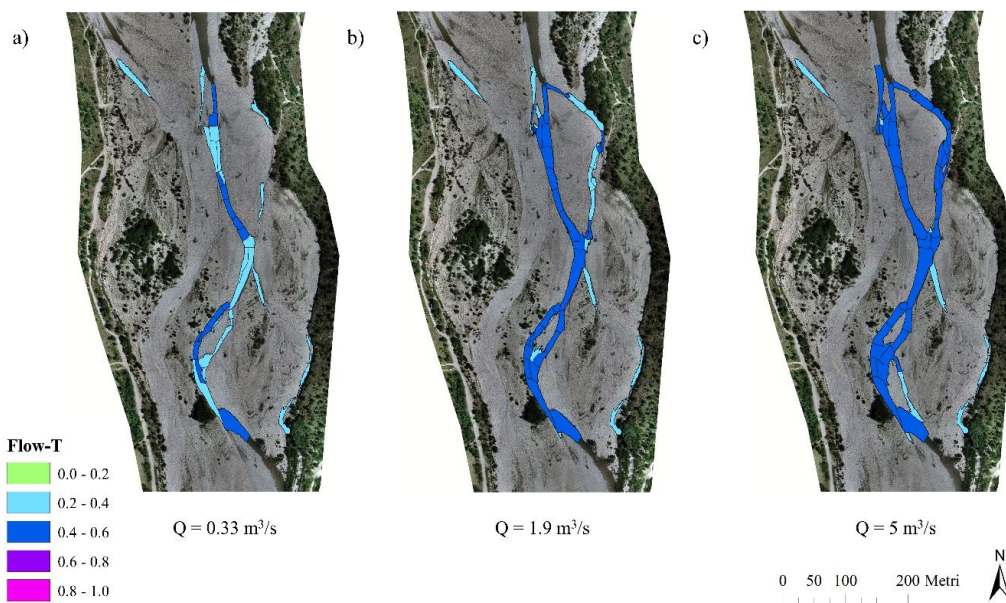 a)
b)
c)
Flow-T
0.0 - 0.2
0.2 - 0.4
0.4 - 0.6
0.6 - 0.8
0.8 - 1.0
Q = 0.33 m³/s
Q = 1.9 m³/s
Q = 5 m³/s
N
0 50 100 200 Metri